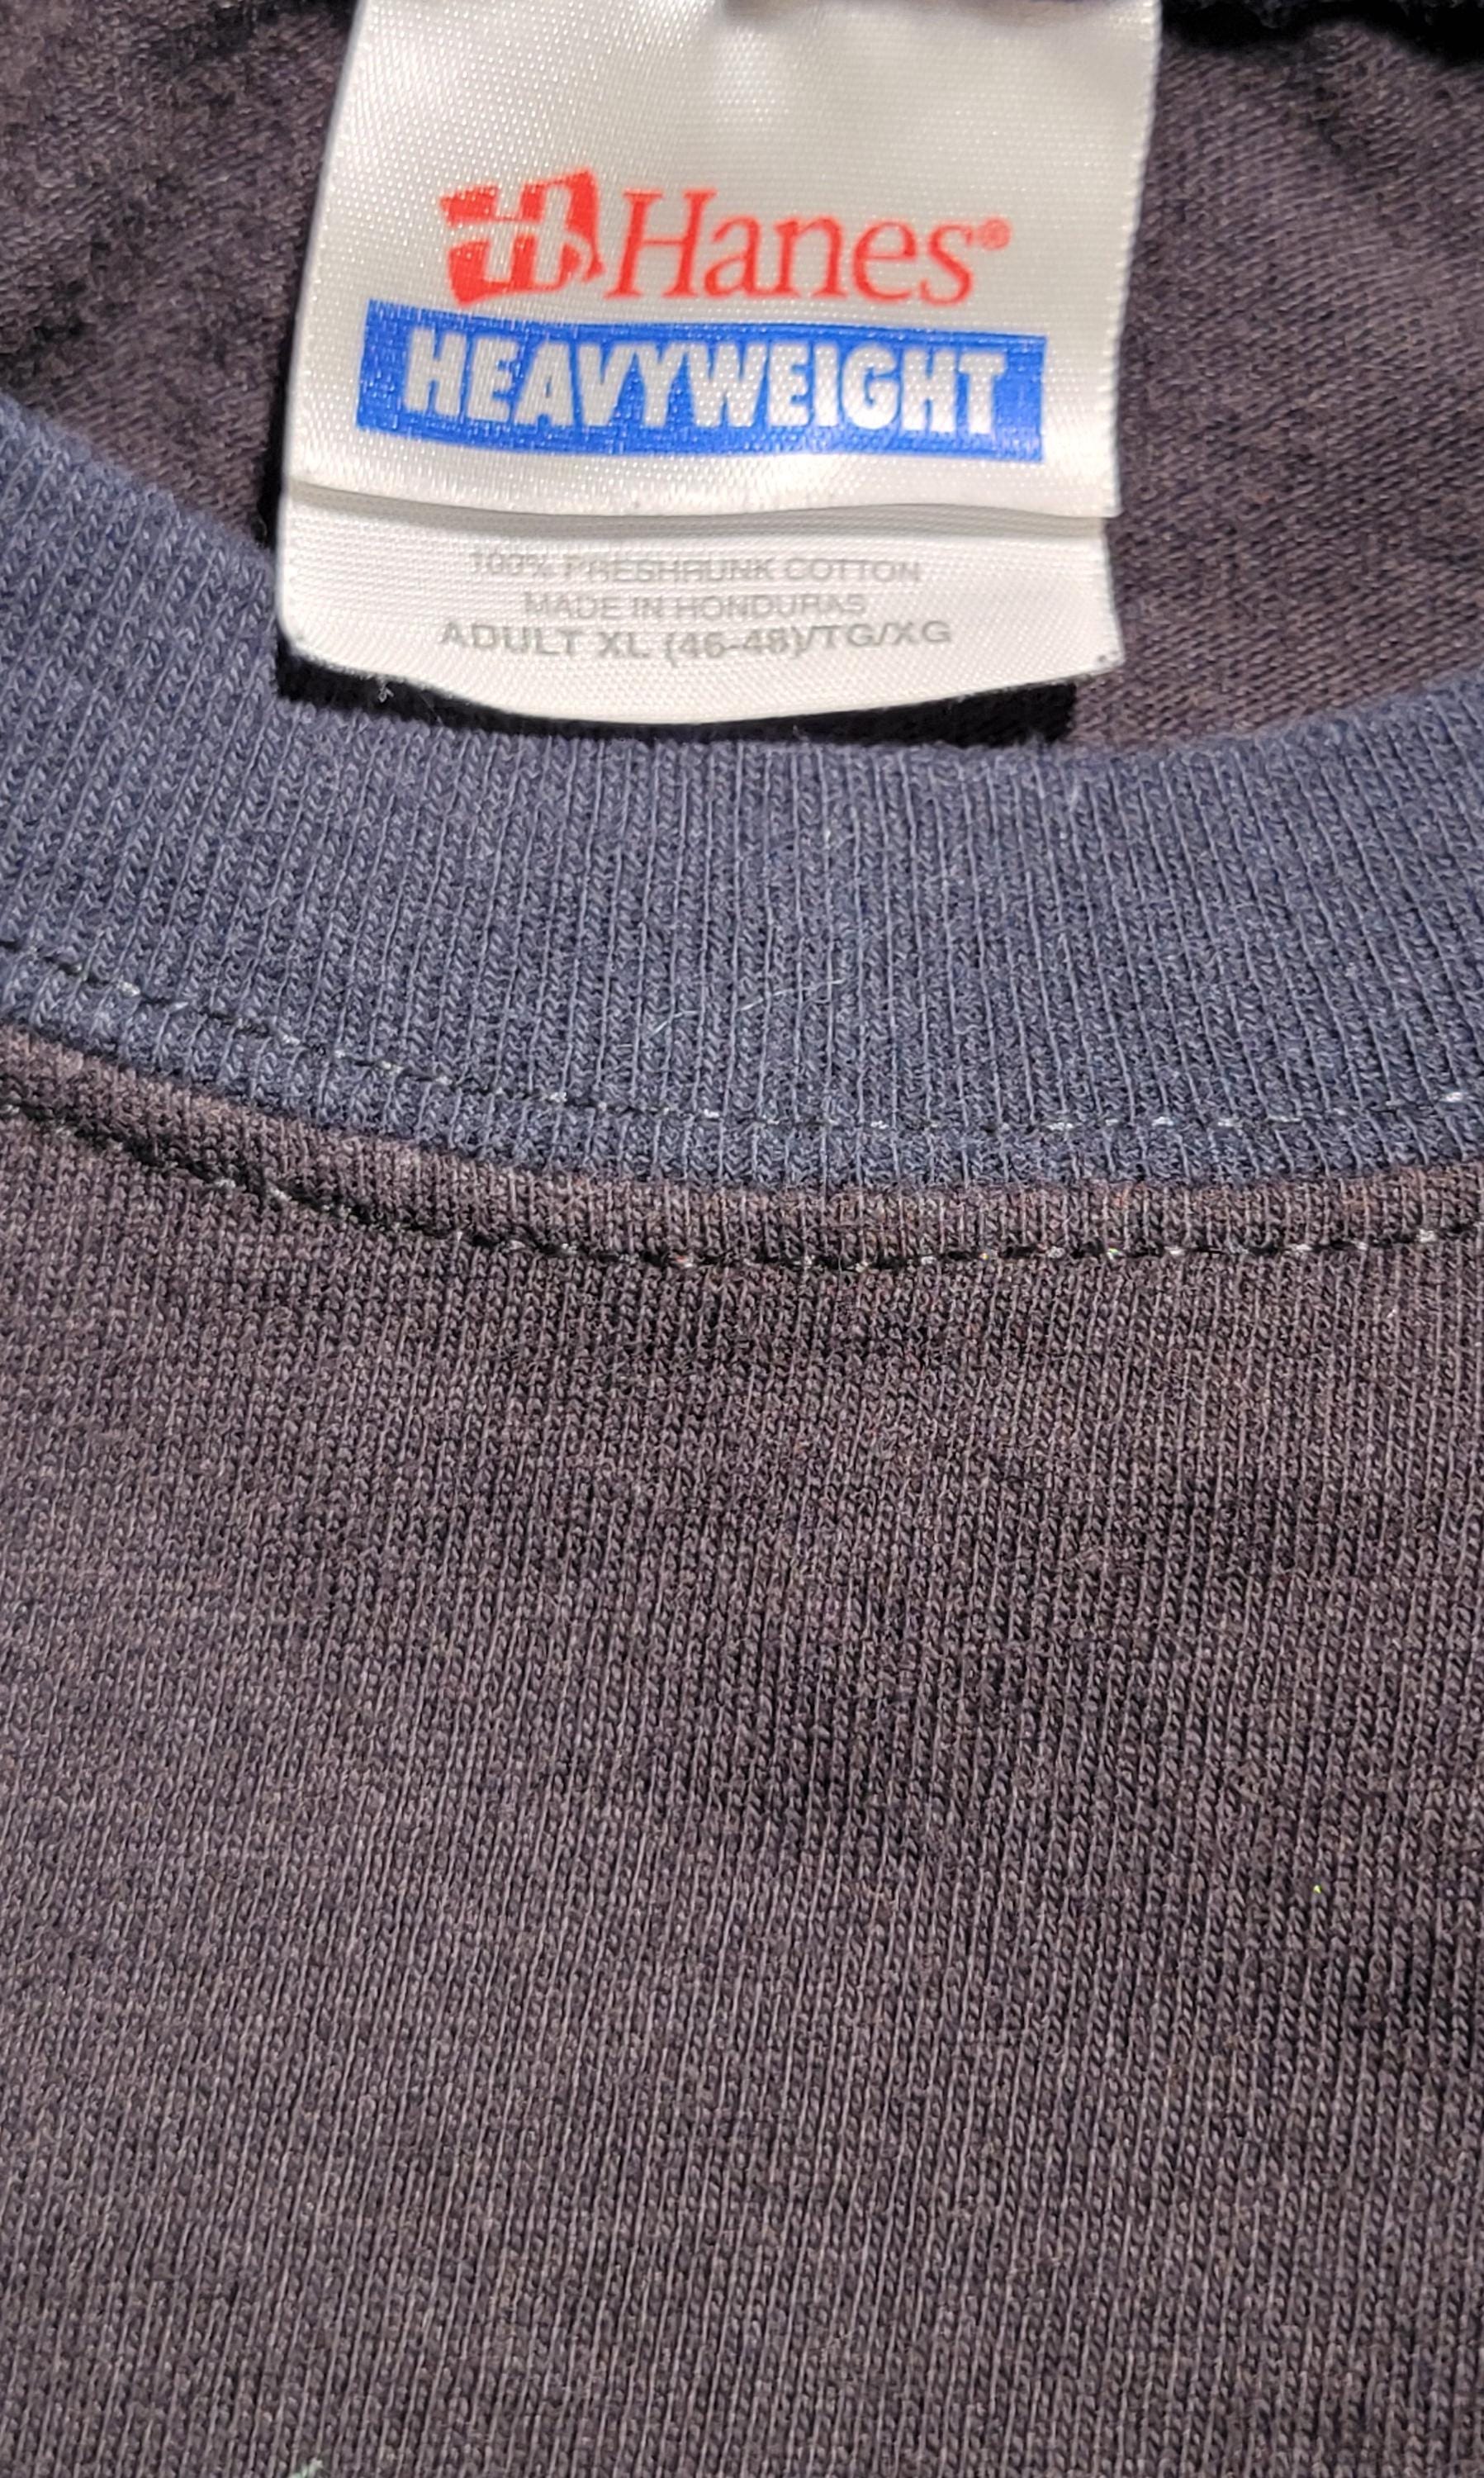 Hanes®
HEAVYWEIGHT
100% PRESHRUNK COTTON
MADE IN HONDURAS
ADULT XL (46-48)/TG/XG